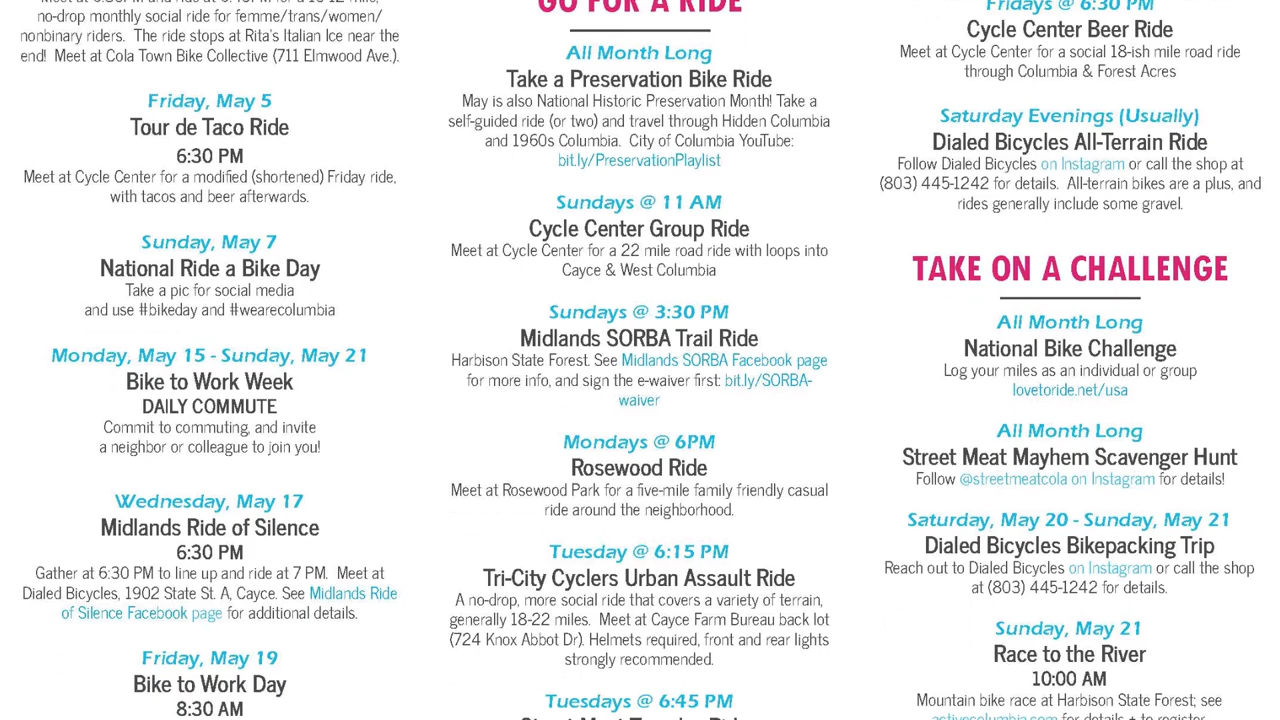 no-drop monthly social ride for femme/trans/women/
nonbinary riders. The ride stops at Rita's Italian Ice near the
end! Meet at Cola Town Bike Collective (711 Elmwood Ave.).
Friday, May 5
Tour de Taco Ride
6:30 PM
Meet at Cycle Center for a modified (shortened) Friday ride,
with tacos and beer afterwards.
Sunday, May 7
National Ride a Bike Day
Take a pic for social media
and use #bikeday and #wearecolumbia
Monday, May 15 - Sunday, May 21
Bike to Work Week
DAILY COMMUTE
Commit to commuting, and invite
a neighbor or colleague to join you!
Wednesday, May 17
Midlands Ride of Silence
6:30 PM
Gather at 6:30 PM to line up and ride at 7 PM. Meet at
Dialed Bicycles, 1902 State St. A, Cayce. See Midlands Ride
of Silence Facebook page for additional details.
Friday, May 19
Bike to Work Day
8:30 AM
GO FOR A RIDE
All Month Long
Take a Preservation Bike Ride
May is also National Historic Preservation Month! Take a
self-guided ride (or two) and travel through Hidden Columbia
and 1960s Columbia. City of Columbia YouTube:
bit.ly/PreservationPlaylist
Sundays @ 11 AM
Cycle Center Group Ride
Meet at Cycle Center for a 22 mile road ride with loops into
Cayce & West Columbia
Sundays @ 3:30 PM
Midlands SORBA Trail Ride
Harbison State Forest. See Midlands SORBA Facebook page
for more info, and sign the e-waiver first: bit.ly/SORBA-
waiver
Mondays @ 6PM
Rosewood Ride
Meet at Rosewood Park for a five-mile family friendly casual
ride around the neighborhood.
Tuesday @ 6:15 PM
Tri-City Cyclers Urban Assault Ride
A no-drop, more social ride that covers a variety of terrain,
generally 18-22 miles. Meet at Cayce Farm Bureau back lot
(724 Knox Abbot Dr). Helmets required, front and rear lights
strongly recommended.
Tuesdays @ 6:45 PM
Fridays @ 6:30 PM
Cycle Center Beer Ride
Meet at Cycle Center for a social 18-ish mile road ride
through Columbia & Forest Acres
Saturday Evenings (Usually)
Dialed Bicycles All-Terrain Ride
Follow Dialed Bicycles on Instagram or call the shop at
(803) 445-1242 for details. All-terrain bikes are a plus, and
rides generally include some gravel.
TAKE ON A CHALLENGE
All Month Long
National Bike Challenge
Log your miles as an individual or group
lovetoride.net/usa
All Month Long
Street Meat Mayhem Scavenger Hunt
Follow @streetmeatcola on Instagram for details!
Saturday, May 20 - Sunday, May 21
Dialed Bicycles Bikepacking Trip
Reach out to Dialed Bicycles on Instagram or call the shop
at (803) 445-1242 for details.
Sunday, May 21
Race to the River
10:00 AM
Mountain bike race at Harbison State Forest; see
activecolumbia.com for details + to register